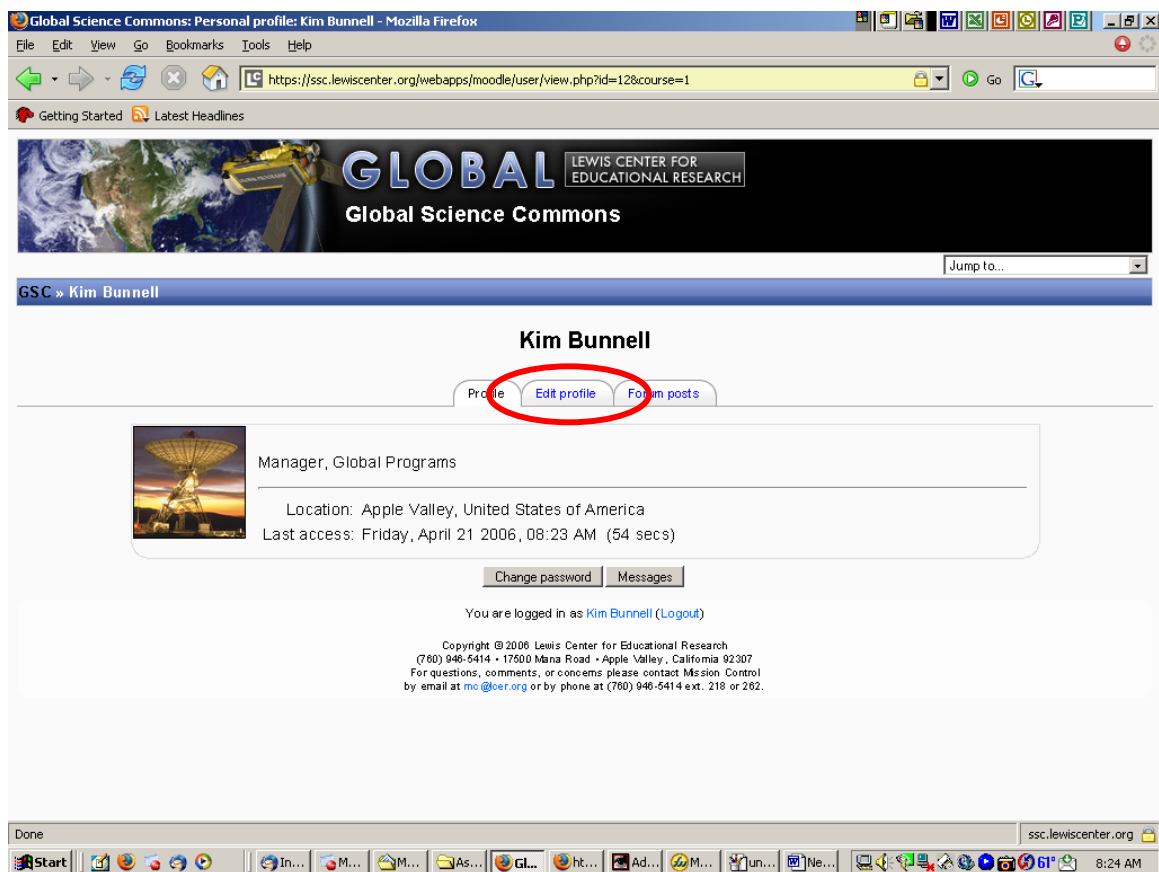 Global Science Commons: Personal profile: Kim Bunnell - Mozilla Firefox
File Edit View Go Bookmarks Tools Help
https://ssc.lewiscenter.org/webapps/moodle/user/view.php?id=12&course=1 Go
Getting Started Latest Headlines
GLOBAL LEWIS CENTER FOR
EDUCATIONAL RESEARCH
Global Science Commons
Jump to...
GSC » Kim Bunnell
Kim Bunnell
Profile Edit profile Forum posts
Manager, Global Programs
Location: Apple Valley, United States of America
Last access: Friday, April 21 2006, 08:23 AM (54 secs)
Change password Messages
You are logged in as Kim Bunnell (Logout)
Copyright © 2006 Lewis Center for Educational Research
(760) 946-5414 • 17500 Mana Road • Apple Valley, California 92307
For questions, comments, or concerns please contact Mission Control
by email at mc@lcer.org or by phone at (760) 946-5414 ext. 218 or 262.
Done ssc.lewiscenter.org
Start In... M... M... As... Gl... ht... Ad... M... un... Ne... 61° 8:24 AM